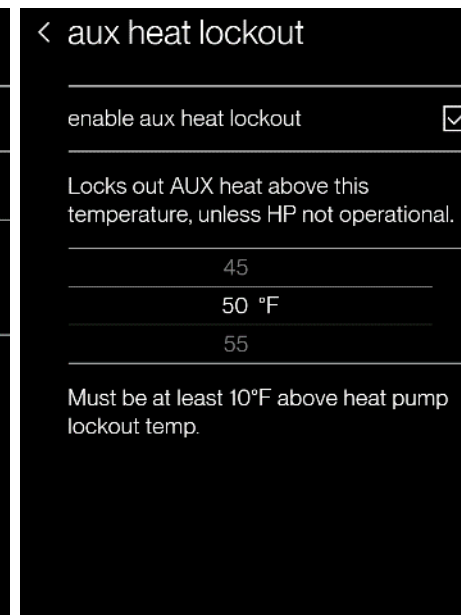 < aux heat lockout
enable aux heat lockout
Locks out AUX heat above this
temperature, unless HP not operational.
45
50 °F
55
Must be at least 10°F above heat pump
lockout temp.